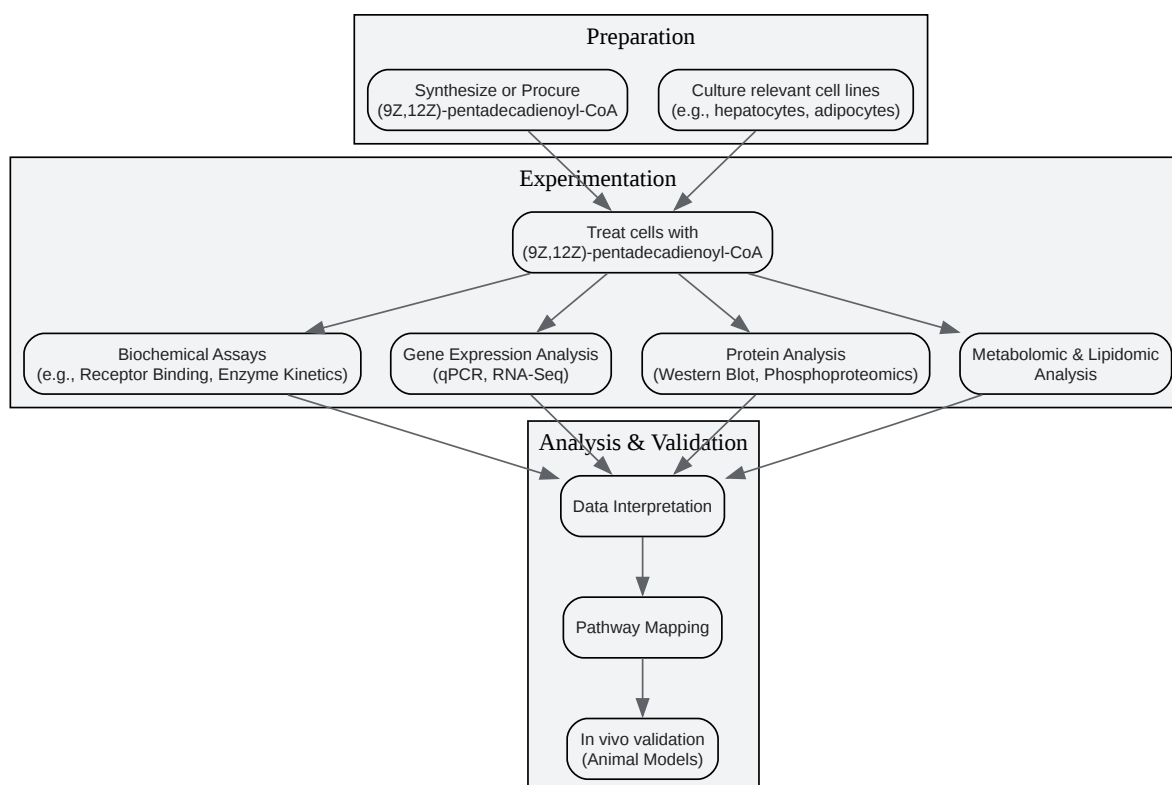 Preparation
Synthesize or Procure
(9Z,12Z)-pentadecadienoyl-CoA
Culture relevant cell lines
(e.g., hepatocytes, adipocytes)
Experimentation
Treat cells with
(9Z,12Z)-pentadecadienoyl-CoA
Biochemical Assays
(e.g., Receptor Binding, Enzyme Kinetics)
Gene Expression Analysis
(qPCR, RNA-Seq)
Protein Analysis
(Western Blot, Phosphoproteomics)
Metabolomic & Lipidomic
Analysis
Analysis & Validation
Data Interpretation
Pathway Mapping
In vivo validation
(Animal Models)